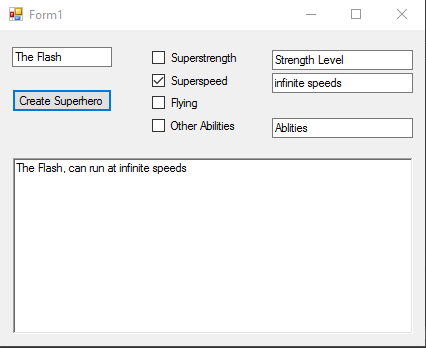 Form1
The Flash
Superstrength
Strength Level
Superspeed
infinite speeds
Create Superhero
Flying
Other Abilities
Ablities
The Flash, can run at infinite speeds